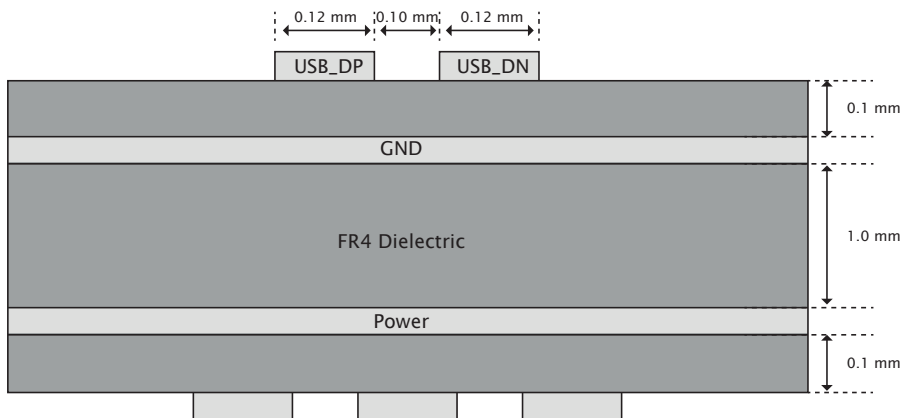 0.12 mm 0.10 mm 0.12 mm
USB_DP USB_DN
0.1 mm
GND
FR4 Dielectric
1.0 mm
Power
0.1 mm